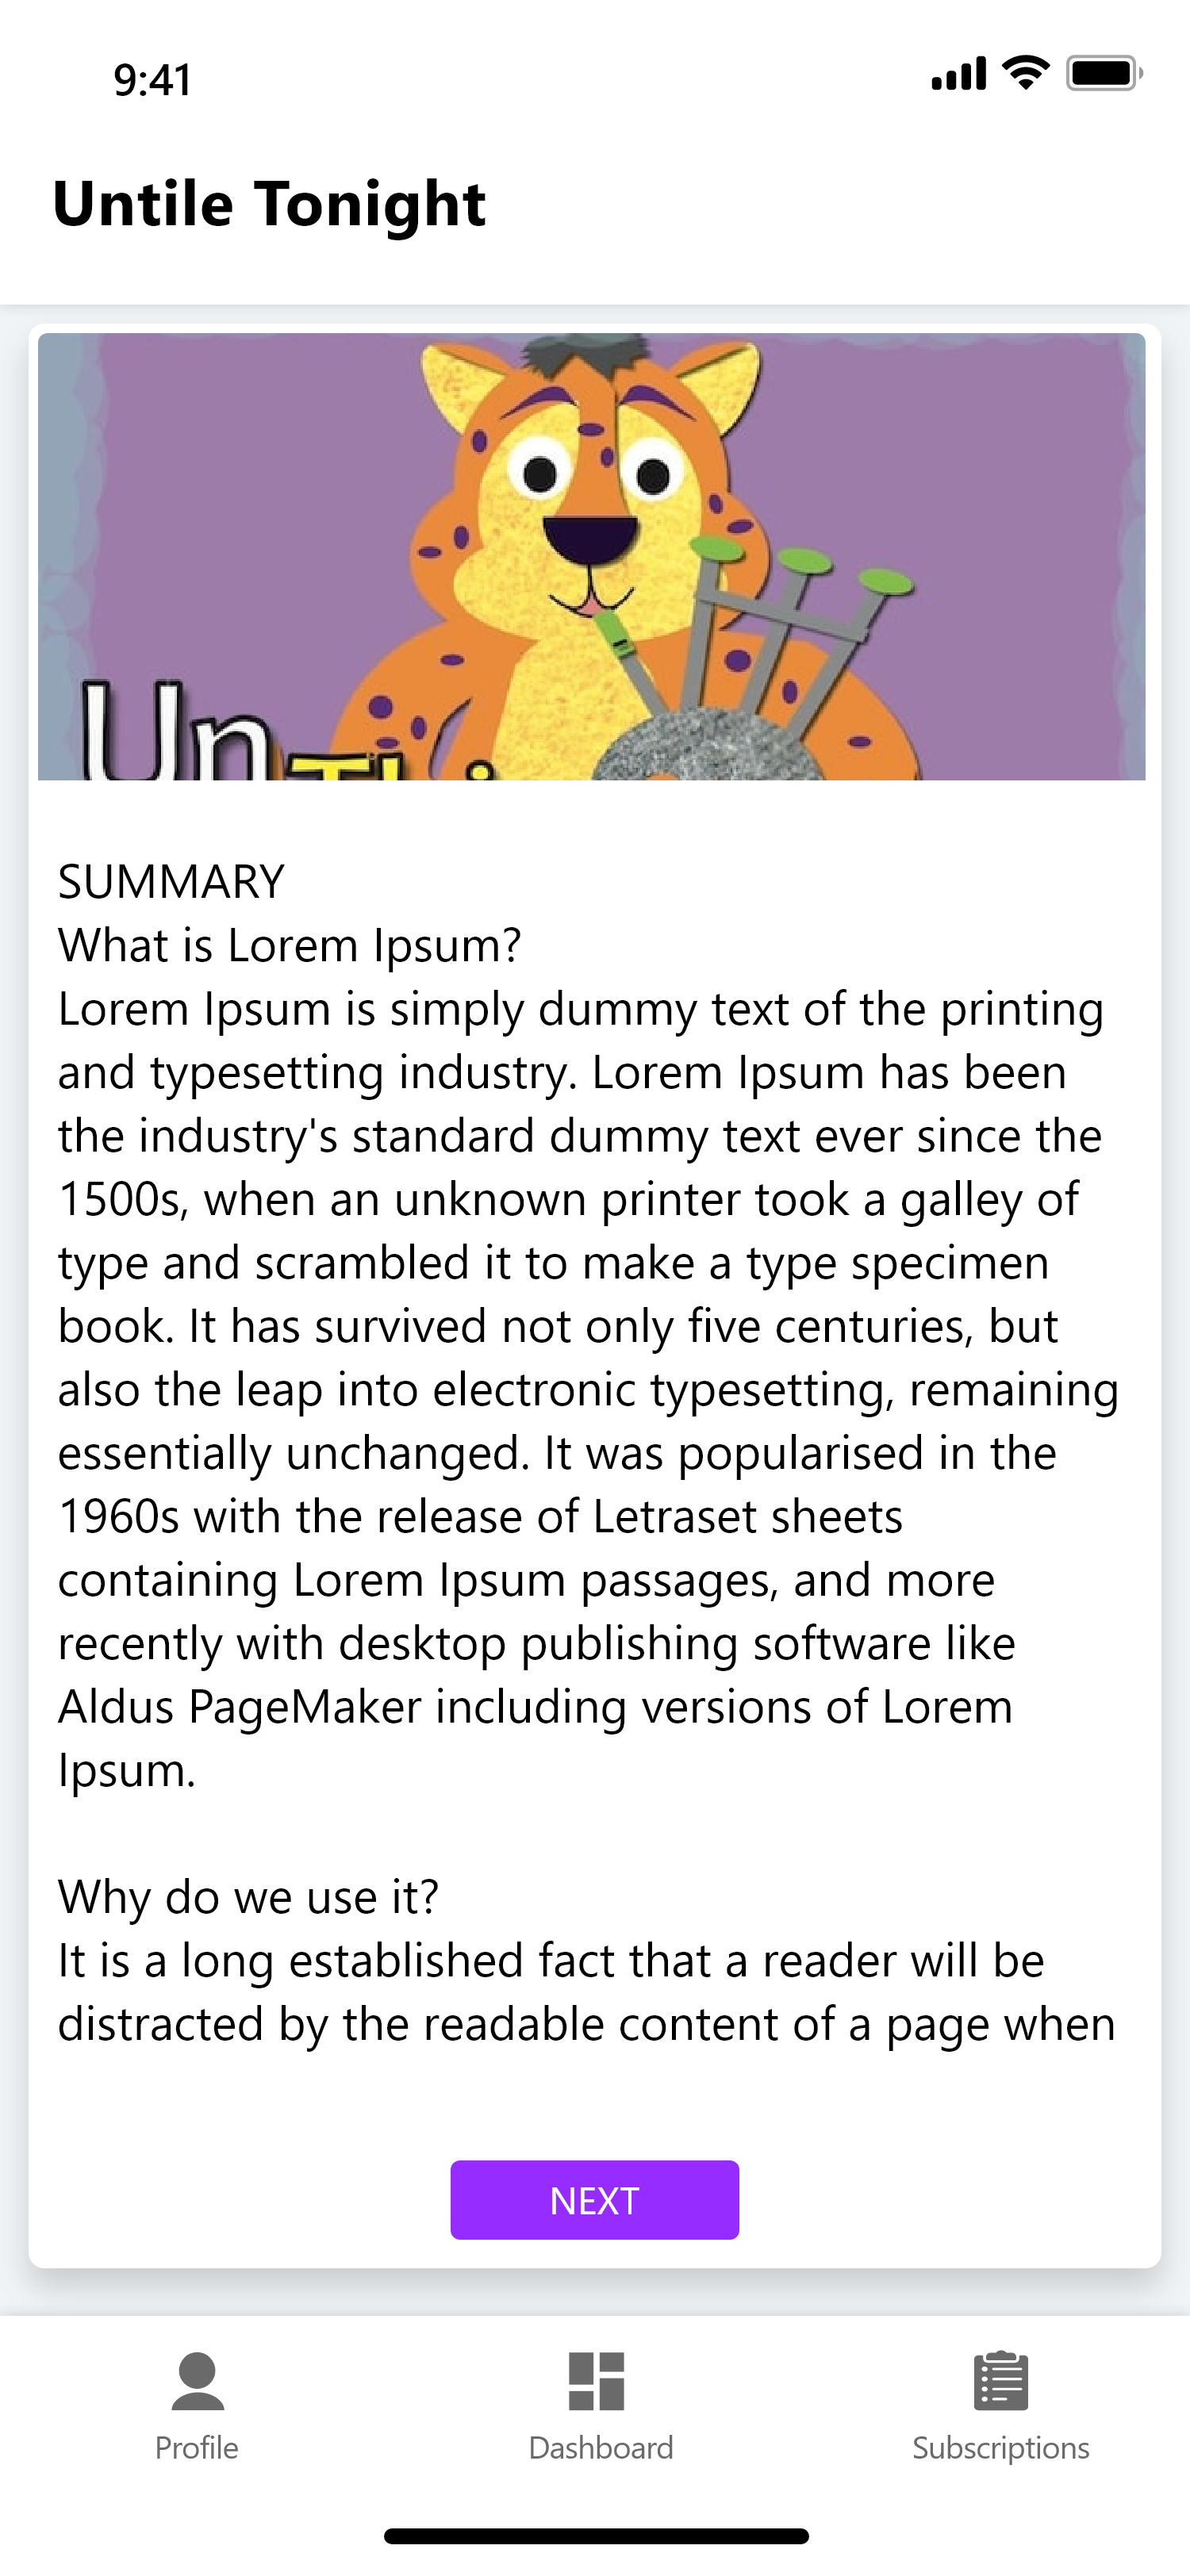 9:41
Untile Tonight
Un
SUMMARY
What is Lorem Ipsum?
Lorem Ipsum is simply dummy text of the printing
and typesetting industry. Lorem Ipsum has been
the industry's standard dummy text ever since the
1500s, when an unknown printer took a galley of
type and scrambled it to make a type specimen
book. It has survived not only five centuries, but
also the leap into electronic typesetting, remaining
essentially unchanged. It was popularised in the
1960s with the release of Letraset sheets
containing Lorem Ipsum passages, and more
recently with desktop publishing software like
Aldus PageMaker including versions of Lorem
Ipsum.
Why do we use it?
It is a long established fact that a reader will be
distracted by the readable content of a page when
NEXT
Profile
Dashboard
Subscriptions